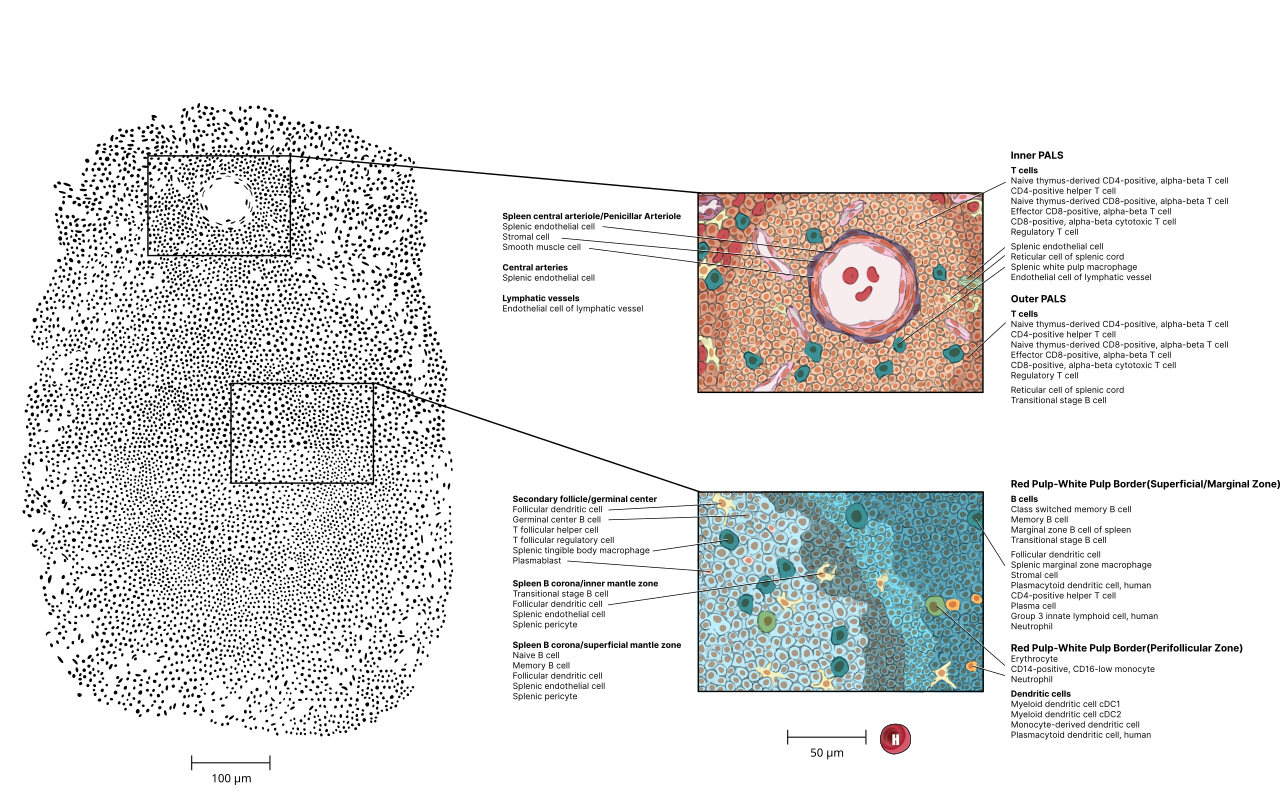 Spleen central arteriole/Penicillar Arteriole
Splenic endothelial cell
Stromal cell
Smooth muscle cell
Central arteries
Splenic endothelial cell
Lymphatic vessels
Endothelial cell of lymphatic vessel
Inner PALS
T cells
Naive thymus-derived CD4-positive, alpha-beta T cell
CD4-positive helper T cell
Naive thymus-derived CD8-positive, alpha-beta T cell
Effector CD8-positive, alpha-beta T cell
CD8-positive, alpha-beta cytotoxic T cell
Regulatory T cell
Splenic endothelial cell
Reticular cell of splenic cord
Splenic white pulp macrophage
Endothelial cell of lymphatic vessel
Outer PALS
T cells
Naive thymus-derived CD4-positive, alpha-beta T cell
CD4-positive helper T cell
Naive thymus-derived CD8-positive, alpha-beta T cell
Effector CD8-positive, alpha-beta T cell
CD8-positive, alpha-beta cytotoxic T cell
Regulatory T cell
Reticular cell of splenic cord
Transitional stage B cell
Secondary follicle/germinal center
Follicular dendritic cell
Germinal center B cell
T follicular helper cell
T follicular regulatory cell
Splenic tingible body macrophage
Plasmablast
Spleen B corona/inner mantle zone
Transitional stage B cell
Follicular dendritic cell
Splenic endothelial cell
Splenic pericyte
Spleen B corona/superficial mantle zone
Naive B cell
Memory B cell
Follicular dendritic cell
Splenic endothelial cell
Splenic pericyte
Red Pulp-White Pulp Border(Superficial/Marginal Zone)
B cells
Class switched memory B cell
Memory B cell
Marginal zone B cell of spleen
Transitional stage B cell
Follicular dendritic cell
Splenic marginal zone macrophage
Stromal cell
Plasmacytoid dendritic cell, human
CD4-positive helper T cell
Plasma cell
Group 3 innate lymphoid cell, human
Neutrophil
Red Pulp-White Pulp Border(Perifollicular Zone)
Erythrocyte
CD14-positive, CD16-low monocyte
Neutrophil
Dendritic cells
Myeloid dendritic cell cDC1
Myeloid dendritic cell cDC2
Monocyte-derived dendritic cell
Plasmacytoid dendritic cell, human
100 µm
50 µm